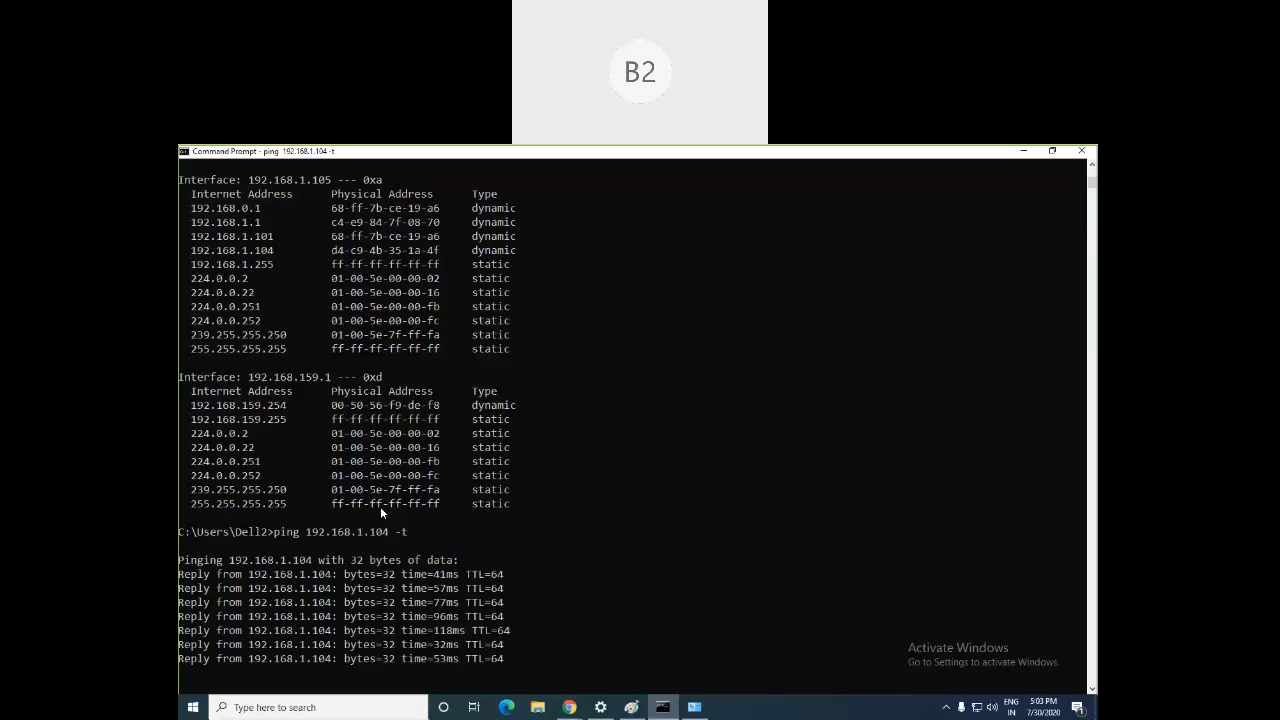 B2
Command Prompt - ping 192.168.1.104 -t
Interface: 192.168.1.105 --- 0xa
Internet Address Physical Address Type
192.168.0.1 68-ff-7b-ce-19-a6 dynamic
192.168.1.1 c4-e9-84-7f-08-70 dynamic
192.168.1.101 68-ff-7b-ce-19-a6 dynamic
192.168.1.104 d4-c9-4b-35-1a-4f dynamic
192.168.1.255 ff-ff-ff-ff-ff-ff static
224.0.0.2 01-00-5e-00-00-02 static
224.0.0.22 01-00-5e-00-00-16 static
224.0.0.251 01-00-5e-00-00-fb static
224.0.0.252 01-00-5e-00-00-fc static
239.255.255.250 01-00-5e-7f-ff-fa static
255.255.255.255 ff-ff-ff-ff-ff-ff static
Interface: 192.168.159.1 --- 0xd
Internet Address Physical Address Type
192.168.159.254 00-50-56-f9-de-f8 dynamic
192.168.159.255 ff-ff-ff-ff-ff-ff static
224.0.0.2 01-00-5e-00-00-02 static
224.0.0.22 01-00-5e-00-00-16 static
224.0.0.251 01-00-5e-00-00-fb static
224.0.0.252 01-00-5e-00-00-fc static
239.255.255.250 01-00-5e-7f-ff-fa static
255.255.255.255 ff-ff-ff-ff-ff-ff static
C:\Users\Dell2>ping 192.168.1.104 -t
Pinging 192.168.1.104 with 32 bytes of data:
Reply from 192.168.1.104: bytes=32 time=41ms TTL=64
Reply from 192.168.1.104: bytes=32 time=57ms TTL=64
Reply from 192.168.1.104: bytes=32 time=77ms TTL=64
Reply from 192.168.1.104: bytes=32 time=96ms TTL=64
Reply from 192.168.1.104: bytes=32 time=118ms TTL=64
Reply from 192.168.1.104: bytes=32 time=32ms TTL=64
Reply from 192.168.1.104: bytes=32 time=53ms TTL=64
Activate Windows
Go to Settings to activate Windows.
Type here to search
ENG
IN
5:03 PM
7/30/2020